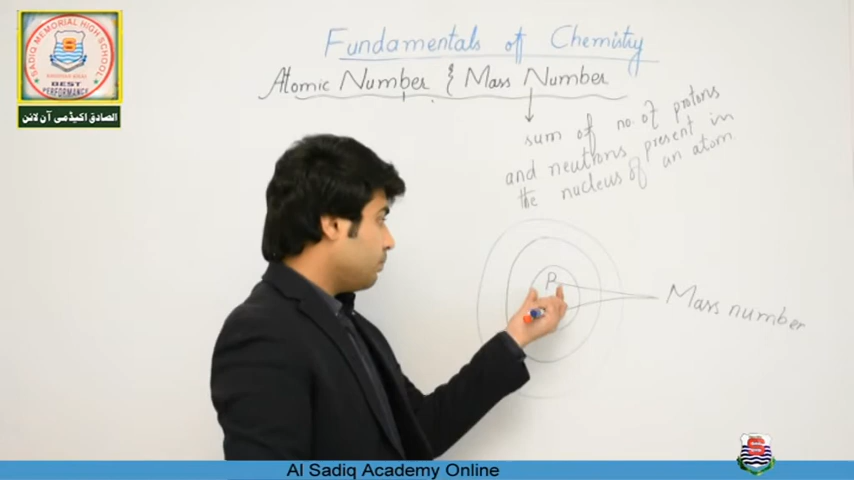 SADIQ MEMORIAL HIGH SCHOOL
BEST
PERFORMANCE
الصادق اکیڈمی آن لائن
Fundamentals of Chemistry
Atomic Number & Mass Number
sum of no. of protons
and neutrons present in
the nucleus of an atom
P
Mass number
Al Sadiq Academy Online